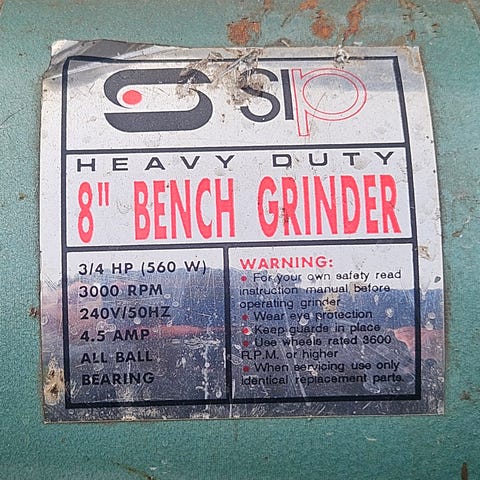 SIP
HEAVY DUTY
8" BENCH GRINDER
3/4 HP (560 W)
3000 RPM
240V/50HZ
4.5 AMP
ALL BALL
BEARING
WARNING:
• For your own safety read
instruction manual before
operating grinder
• Wear eye protection
• Keep guards in place
• Use wheels rated 3600
R.P.M. or higher
• When servicing use only
identical replacement parts.